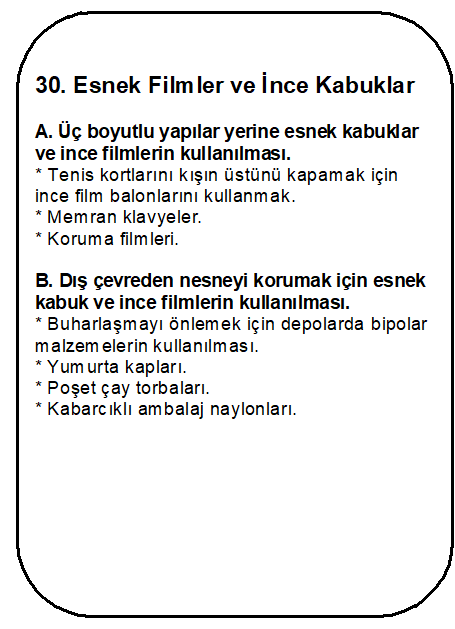 30. Esnek Filmler ve İnce Kabuklar
A. Üç boyutlu yapılar yerine esnek kabuklar
ve ince filmlerin kullanılması.
* Tenis kortlarını kışın üstünü kapamak için
ince film balonlarını kullanmak.
* Memran klavyeler.
* Koruma filmleri.
B. Dış çevreden nesneyi korumak için esnek
kabuk ve ince filmlerin kullanılması.
* Buharlaşmayı önlemek için depolarda bipolar
malzemelerin kullanılması.
* Yumurta kapları.
* Poşet çay torbaları.
* Kabarcıklı ambalaj naylonları.